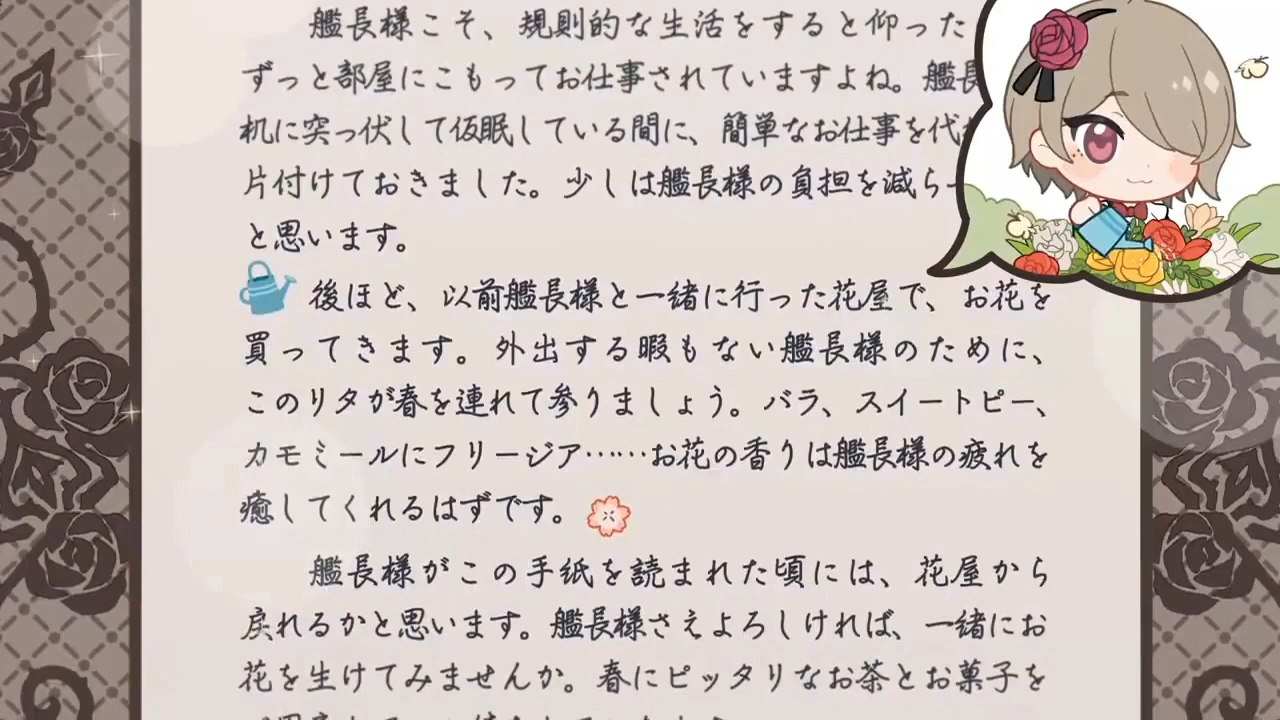 艦長様こそ、規則的な生活をすると仰った
ずっと部屋にこもってお仕事されていますよね。艦長
机に突っ伏して仮眠している間に、簡単なお仕事を代
片付けておきました。少しは艦長様の負担を減ら
と思います。
後ほど、以前艦長様と一緒に行った花屋で、お花を
買ってきます。外出する暇もない艦長様のために、
このリタが春を連れて参りましょう。バラ、スイートピー、
カモミールにフリージア……お花の香りは艦長様の疲れを
癒してくれるはずです。
艦長様がこの手紙を読まれた頃には、花屋から
戻れるかと思います。艦長様さえよろしければ、一緒にお
花を生けてみませんか。春にピッタリなお茶とお菓子を